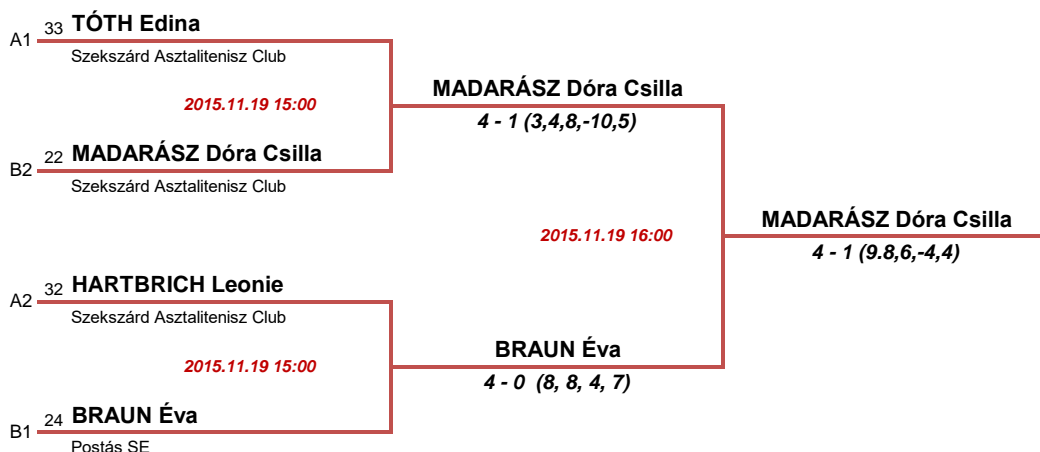 A1 33 TÓTH Edina
Szekszárd Asztalitenisz Club
MADARÁSZ Dóra Csilla
2015.11.19 15:00
4 - 1 (3,4,8,-10,5)
B2 22 MADARÁSZ Dóra Csilla
Szekszárd Asztalitenisz Club
MADARÁSZ Dóra Csilla
2015.11.19 16:00
4 - 1 (9.8,6,-4,4)
A2 32 HARTBRICH Leonie
Szekszárd Asztalitenisz Club
BRAUN Éva
2015.11.19 15:00
4 - 0 (8, 8, 4, 7)
B1 24 BRAUN Éva
Postás SE